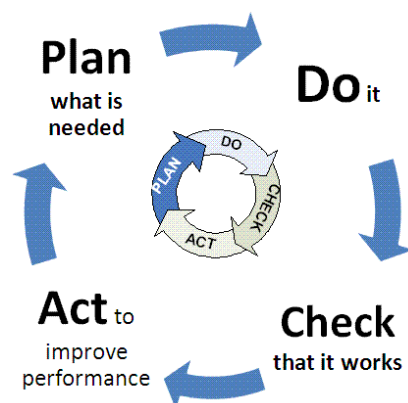 Plan
what is
needed
Do it
PLAN
DO
CHECK
ACT
Act to
improve
performance
Check
that it works